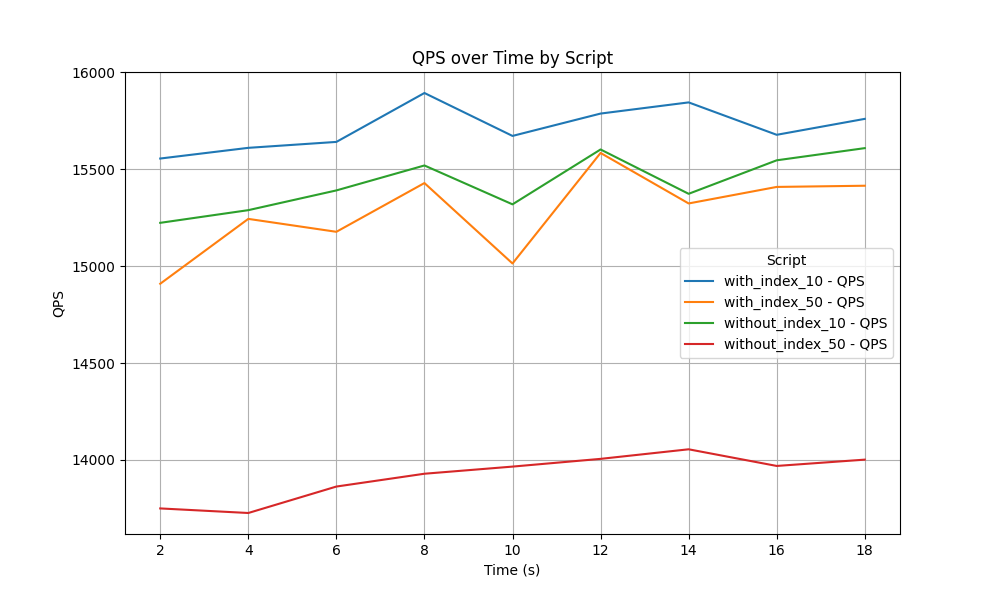 QPS over Time by Script
16000
15500
15000
14500
14000
QPS
Script
with_index_10 - QPS
with_index_50 - QPS
without_index_10 - QPS
without_index_50 - QPS
2 4 6 8 10 12 14 16 18
Time (s)